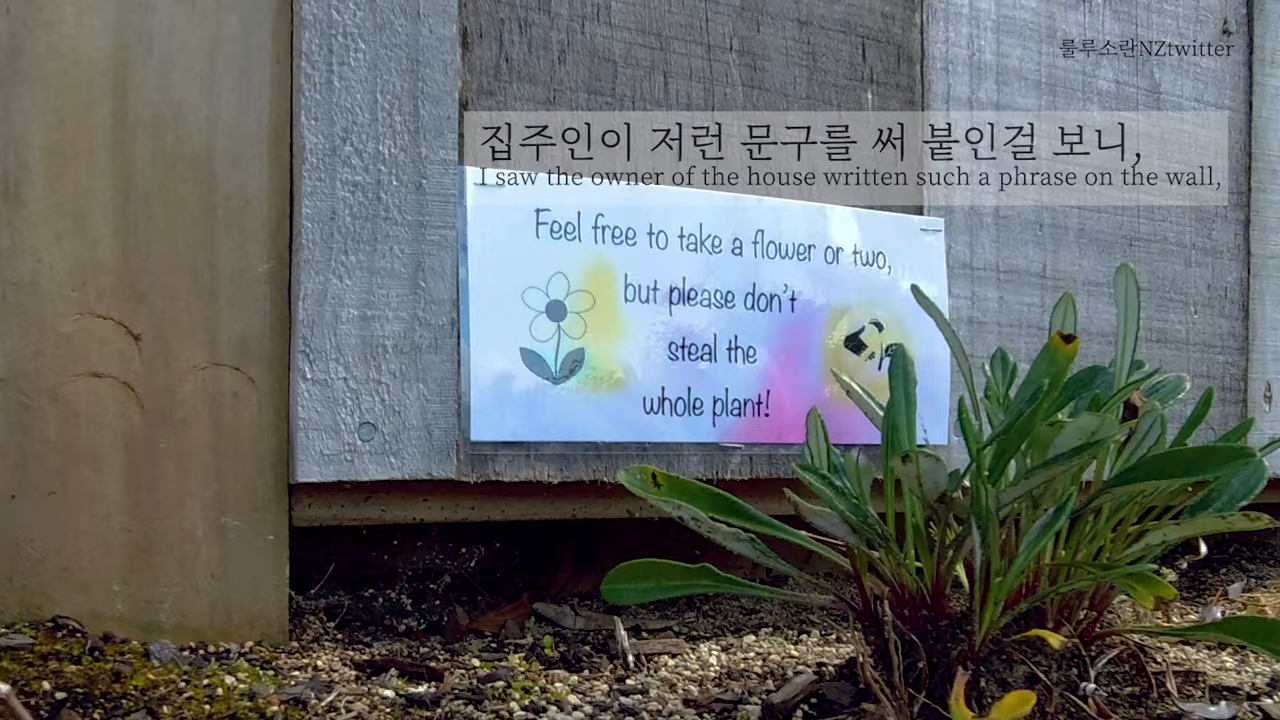 룰루소란NZtwitter
집주인이 저런 문구를 써 붙인걸 보니,
I saw the owner of the house written such a phrase on the wall,
Feel free to take a flower or two,
but please don't
steal the
whole plant!